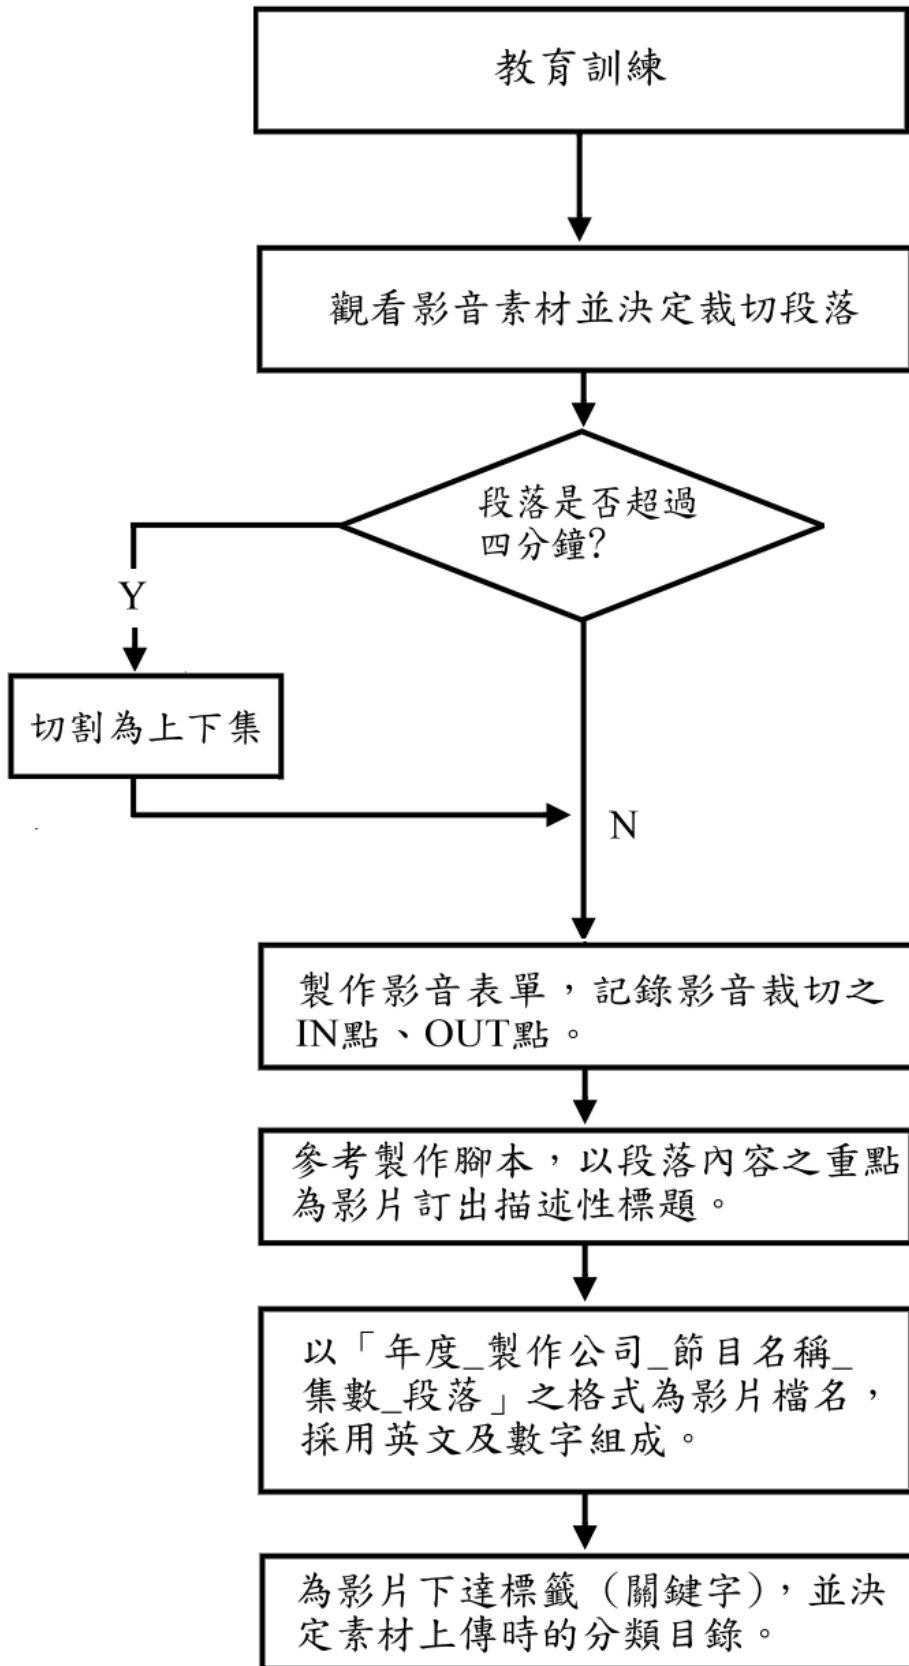 教育訓練
觀看影音素材並決定裁切段落
段落是否超過
四分鐘?
Y
切割為上下集
N
製作影音表單，記錄影音裁切之
IN點、OUT點。
參考製作腳本，以段落內容之重點
為影片訂出描述性標題。
以「年度_製作公司_節目名稱_
集數_段落」之格式為影片檔名，
採用英文及數字組成。
為影片下達標籤（關鍵字），並決
定素材上傳時的分類目錄。